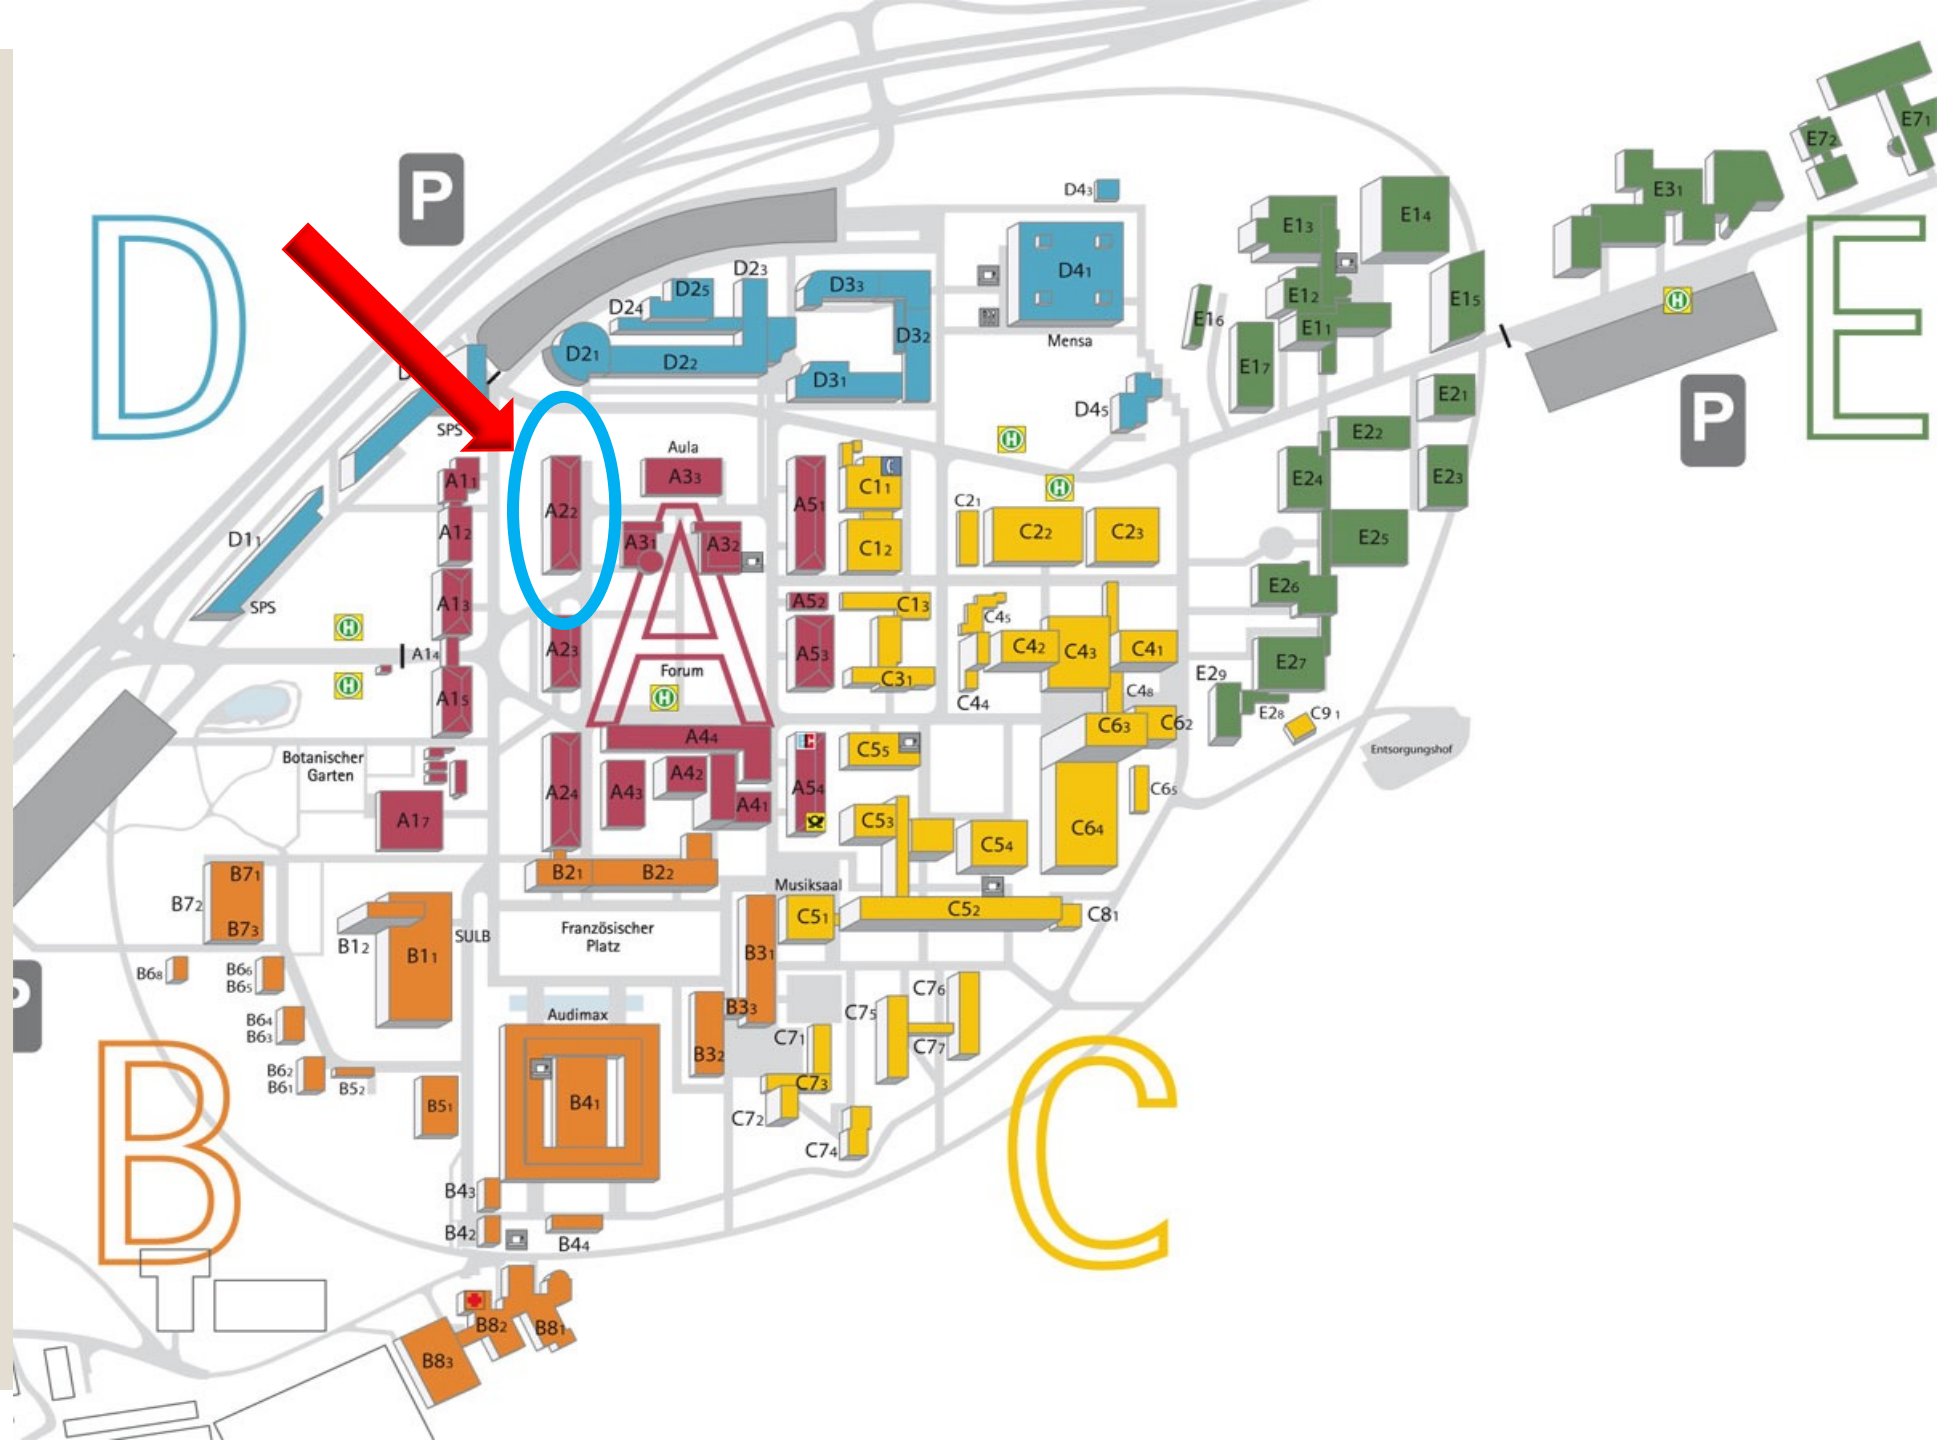 P
D
E
E7₁
E7₂
E3₁
E1₃
E1₄
E1₂
E1₁
E1₅
E1₆
E1₇
H
P
D4₃
D4₁
Mensa
D4₅
D2₃
D2₅
D2₄
D2₁
D2₂
D3₃
D3₂
D3₁
SPS
D1₁
SPS
H
H
H
H
E2₁
E2₂
E2₄
E2₃
E2₅
E2₆
E2₇
E2₉
E2₈
C9₁
Entsorgungshof
A1₁
A1₂
A1₃
A1₄
A1₅
A2₂
A2₃
A2₄
Aula
A3₃
A3₁
A3₂
A
Forum
H
A4₄
A4₂
A4₃
A4₁
A5₁
A5₂
A5₃
A5₄
C1₁
C1₂
C1₃
C3₁
C2₁
C2₂
C2₃
C4₅
C4₂
C4₃
C4₁
C4₄
C4₈
C6₃
C6₂
C6₅
C6₄
C5₅
C5₃
C5₄
Musiksaal
C5₁
C5₂
C8₁
Botanischer
Garten
A1₇
B2₁
B2₂
B7₁
B7₂
B7₃
B1₂
B1₁
SULB
Französischer
Platz
B3₁
B3₃
B3₂
B6₈
B6₆
B6₅
B6₄
B6₃
B6₂
B6₁
B5₂
B5₁
Audimax
B4₁
C7₁
C7₃
C7₂
C7₄
C7₅
C7₆
C7₇
B
C
B4₃
B4₂
B4₄
B8₂
B8₁
B8₃